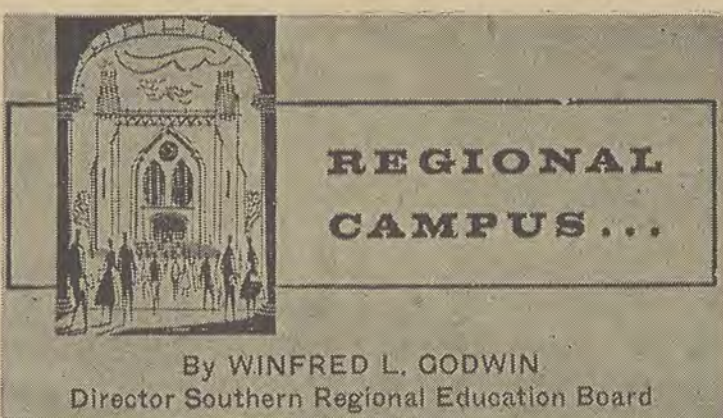 REGIONAL
CAMPUS...
By WINFRED L. GODWIN
Director Southern Regional Education Board